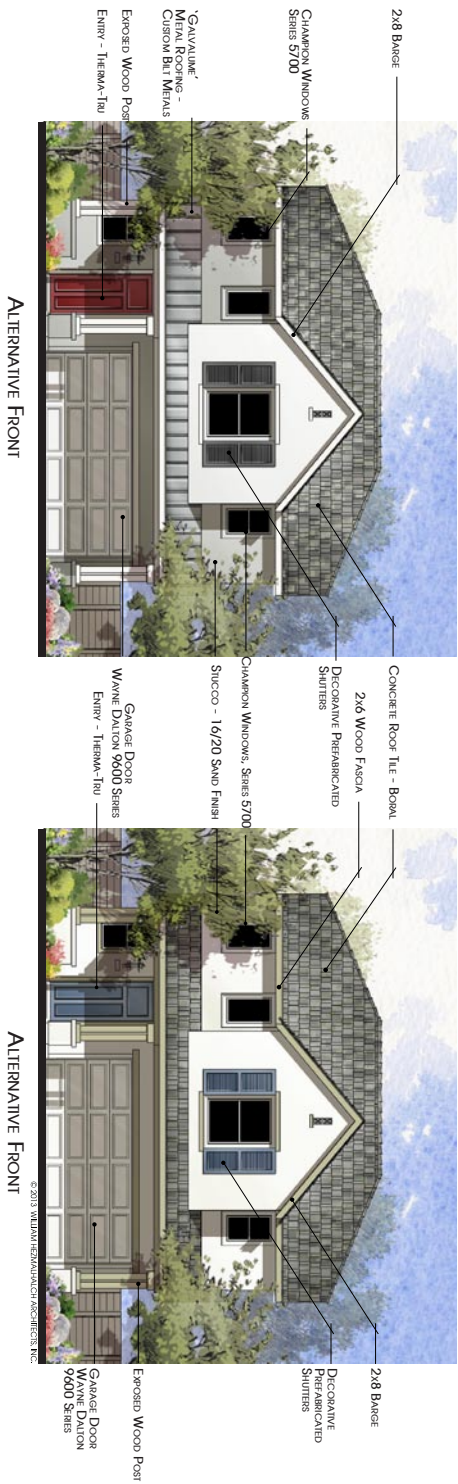 2x8 Barge
Champion Windows
Series 5700
'Galvalume'
Metal Roofing -
Custom Bilt Metals
Exposed Wood Post
Entry - Therma-Tru
Alternative Front
Concrete Roof Tile - Boral
2x6 Wood Fascia
Decorative Prefabricated
Shutters
Champion Windows, Series 5700
Stucco - 16/20 Sand Finish
Garage Door
Wayne Dalton 9600 Series
Entry - Therma-Tru
Alternative Front
2x8 Barge
Decorative
Prefabricated
Shutters
Exposed Wood Post
Garage Door
Wayne Dalton
9600 Series
© 2013 WILLIAM HEZMALHALCH ARCHITECTS, INC.